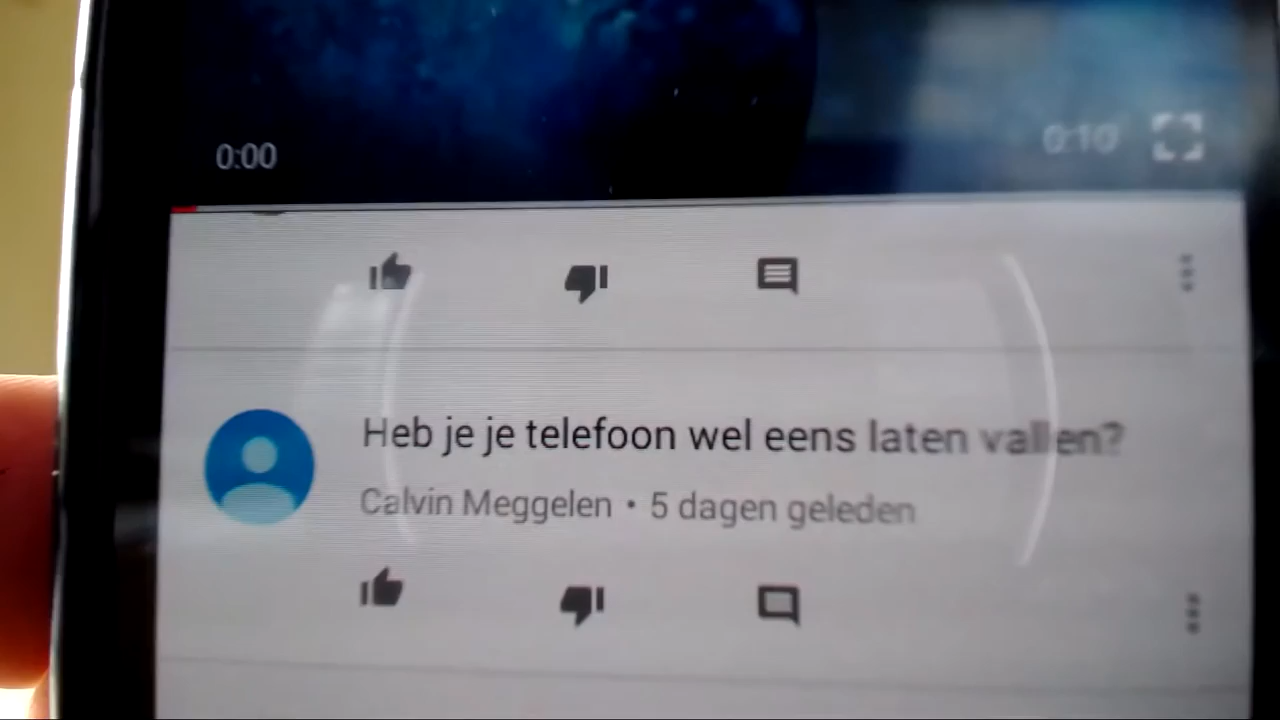 0:00
0:10
Heb je je telefoon wel eens laten vallen?
Calvin Meggelen • 5 dagen geleden